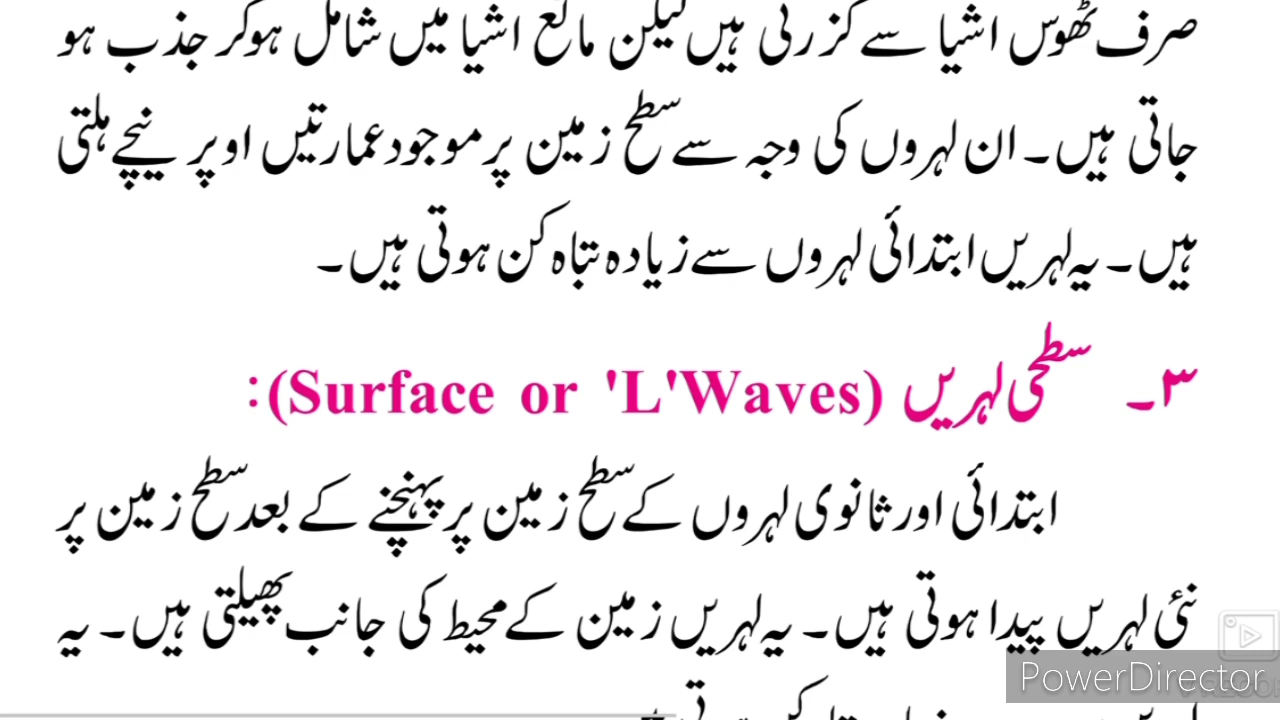 صرف ٹھوس اشیا سے گزرتی ہیں لیکن مائع اشیا میں شامل ہوکر جذب ہو
جاتی ہیں۔ ان لہروں کی وجہ سے سطح زمین پر موجود عمارتیں اوپر نیچے ہلتی
ہیں۔ یہ لہریں ابتدائی لہروں سے زیادہ تباہ کن ہوتی ہیں۔
۳۔ سطحی لہریں (Surface or 'L'Waves):
ابتدائی اور ثانوی لہروں کے سطح زمین پر پہنچنے کے بعد سطح زمین پر
نئی لہریں پیدا ہوتی ہیں۔ یہ لہریں زمین کے محیط کی جانب پھیلتی ہیں۔ یہ
PowerDirector